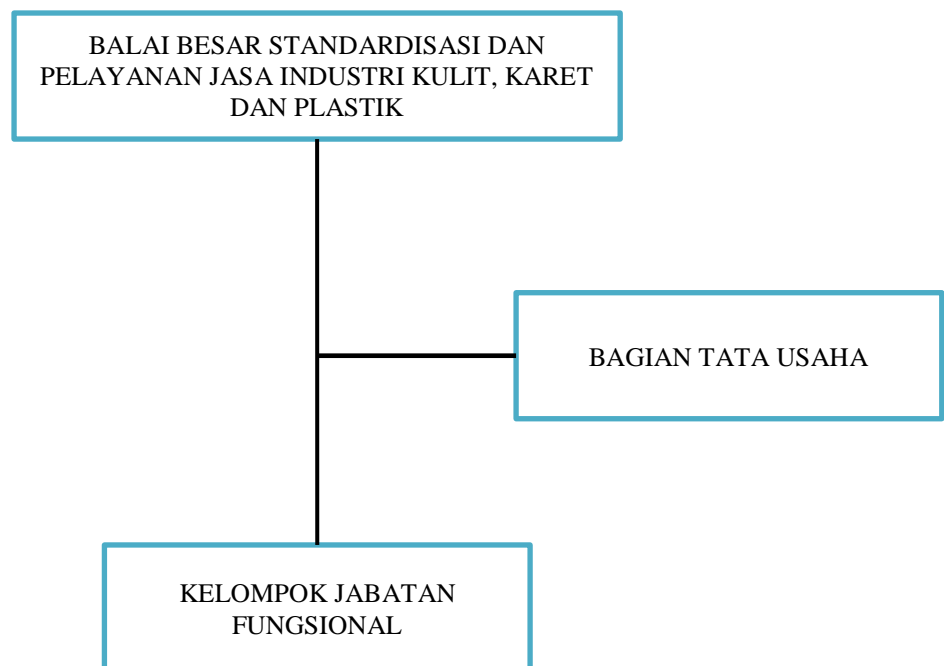 BALAI BESAR STANDARDISASI DAN
PELAYANAN JASA INDUSTRI KULIT, KARET
DAN PLASTIK
BAGIAN TATA USAHA
KELOMPOK JABATAN
FUNGSIONAL